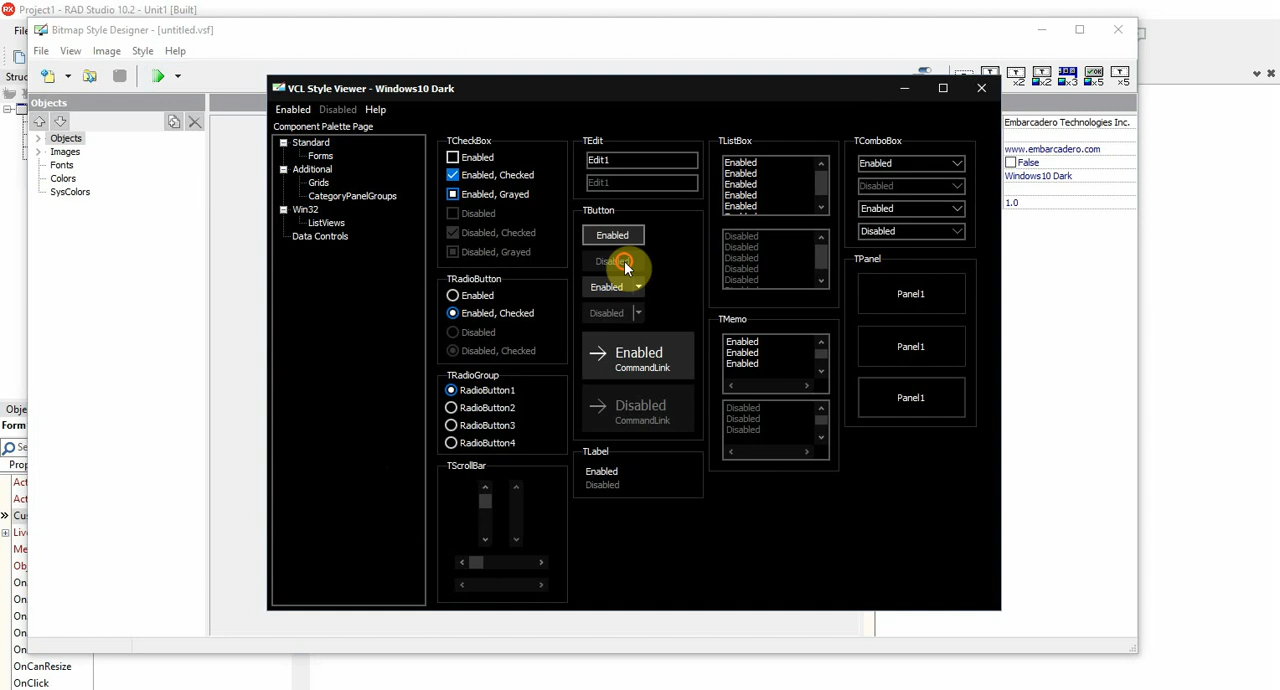 Project1 - RAD Studio 10.2 - Unit1 [Built]
Bitmap Style Designer - [untitled.vsf]
File View Image Style Help
x2 x3 x5 x5
Objects
Objects
Images
Fonts
Colors
SysColors
VCL Style Viewer - Windows10 Dark
Enabled Disabled Help
Component Palette Page
Standard
Forms
Additional
Grids
CategoryPanelGroups
Win32
ListViews
Data Controls
TCheckBox
Enabled
Enabled, Checked
Enabled, Grayed
Disabled
Disabled, Checked
Disabled, Grayed
TRadioButton
Enabled
Enabled, Checked
Disabled
Disabled, Checked
TRadioGroup
RadioButton1
RadioButton2
RadioButton3
RadioButton4
TScrollBar
TEdit
Edit1
Edit1
TButton
Enabled
Enabled
Disabled
Enabled
CommandLink
Disabled
CommandLink
TLabel
Enabled
Disabled
TListBox
Enabled
Enabled
Enabled
Enabled
Enabled
Disabled
Disabled
Disabled
Disabled
Disabled
TMemo
Enabled
Enabled
Enabled
Disabled
Disabled
Disabled
TComboBox
Enabled
Disabled
Enabled
Disabled
TPanel
Panel1
Panel1
Panel1
Embarcadero Technologies Inc.
www.embarcadero.com
False
Windows10 Dark
1.0
Form
OnCanResize
OnClick